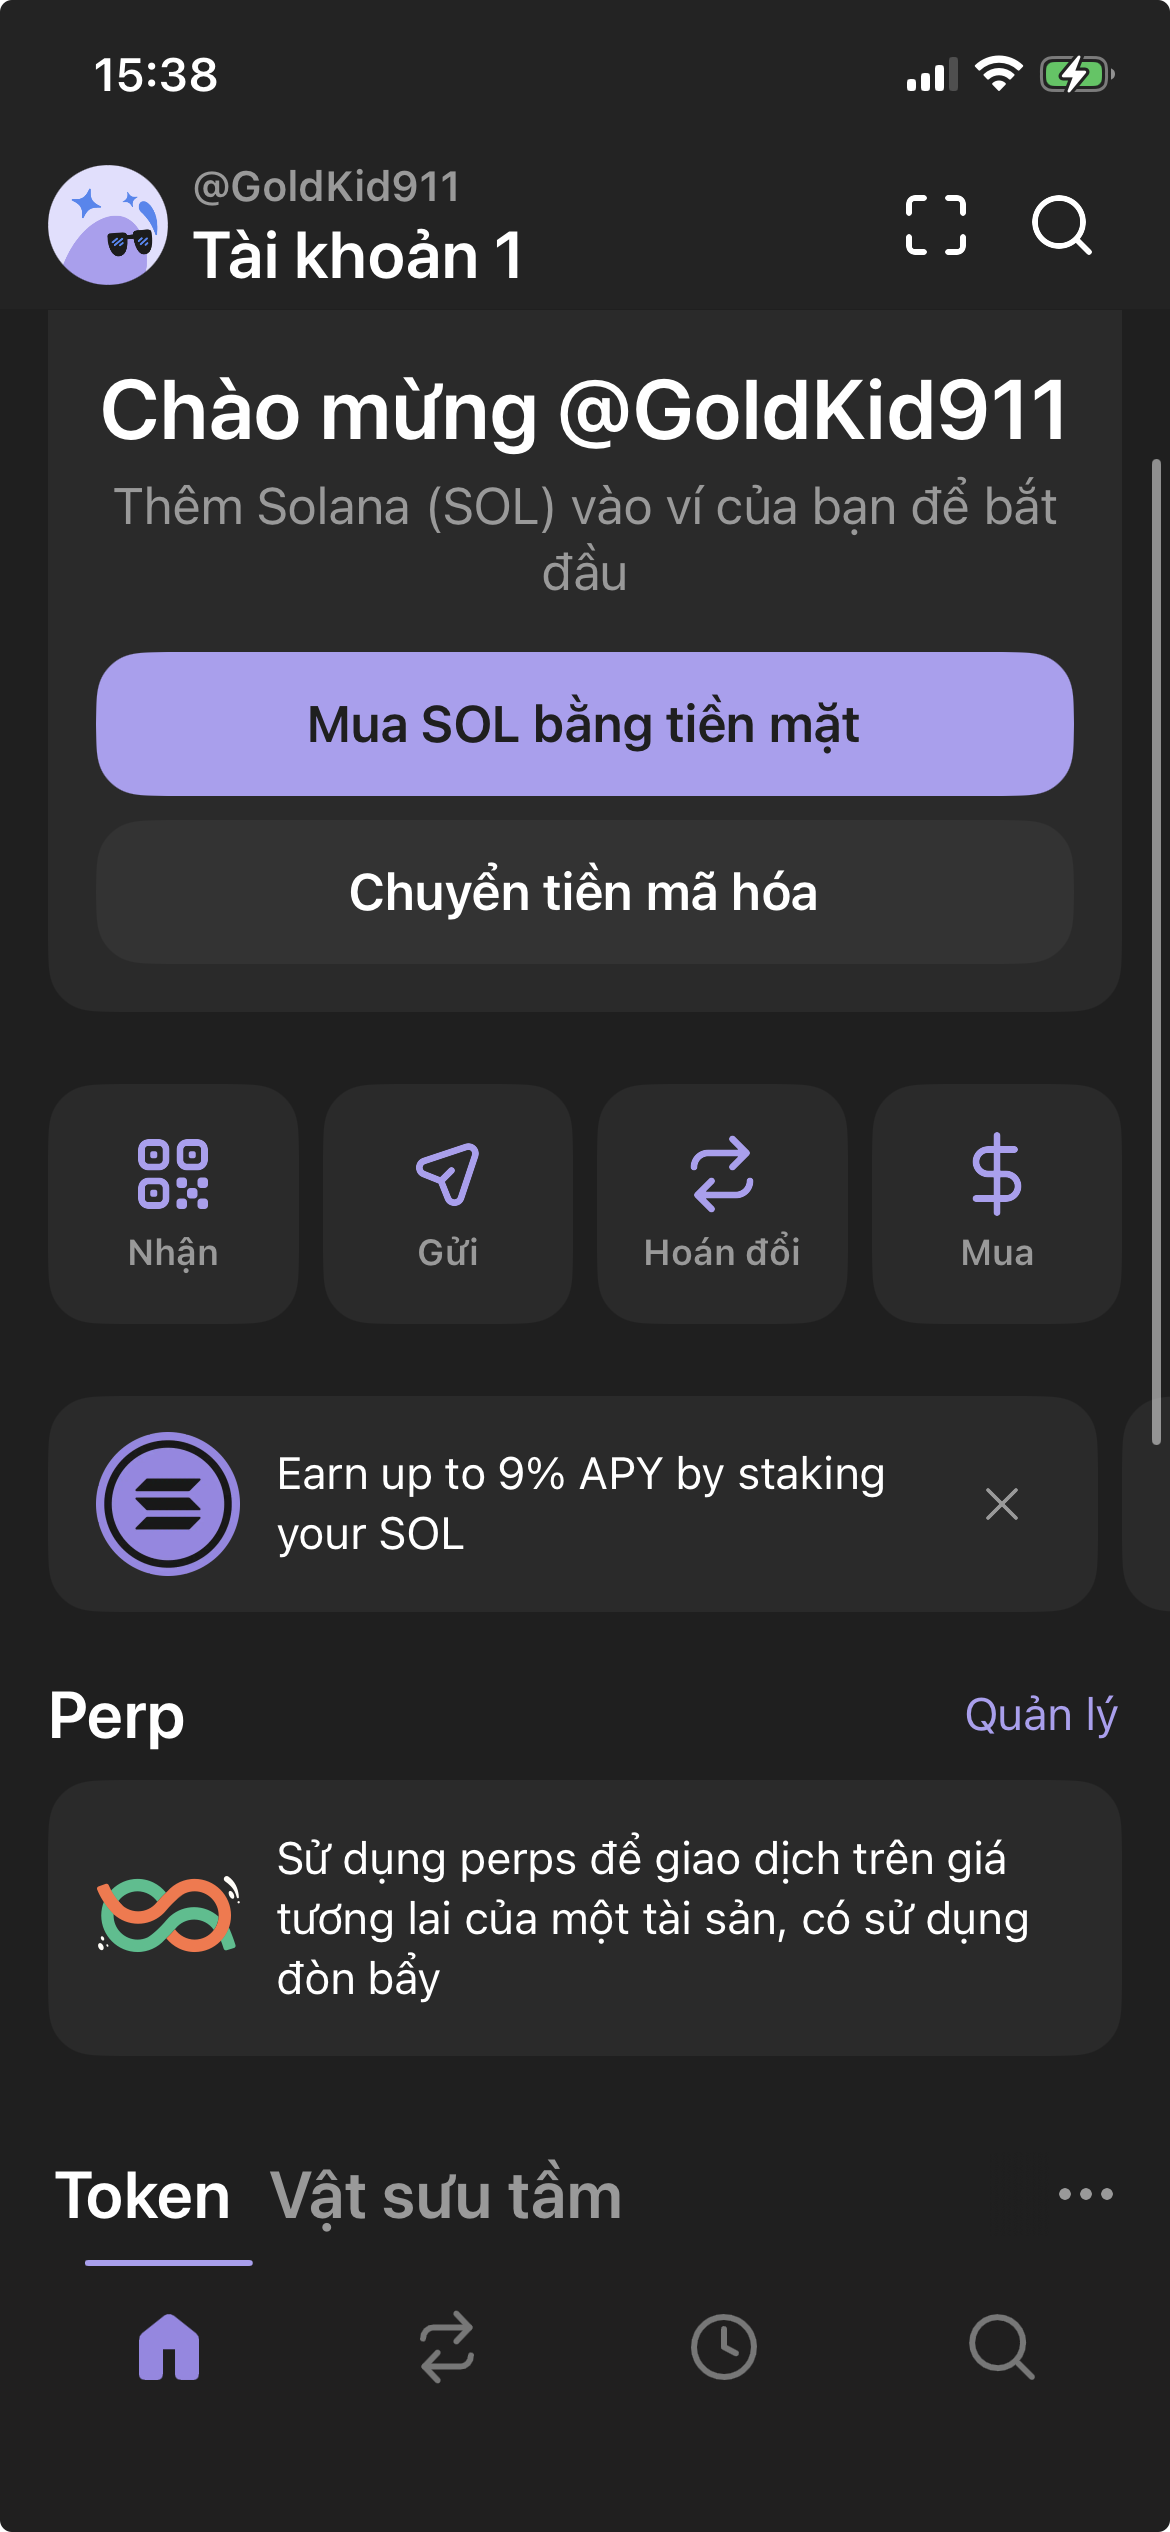 15:38
@GoldKid911
Tài khoản 1
Chào mừng @GoldKid911
Thêm Solana (SOL) vào ví của bạn để bắt
đầu
Mua SOL bằng tiền mặt
Chuyển tiền mã hóa
Nhận
Gửi
Hoán đổi
Mua
Earn up to 9% APY by staking
your SOL
Perp
Quản lý
Sử dụng perps để giao dịch trên giá
tương lai của một tài sản, có sử dụng
đòn bẩy
Token
Vật sưu tầm